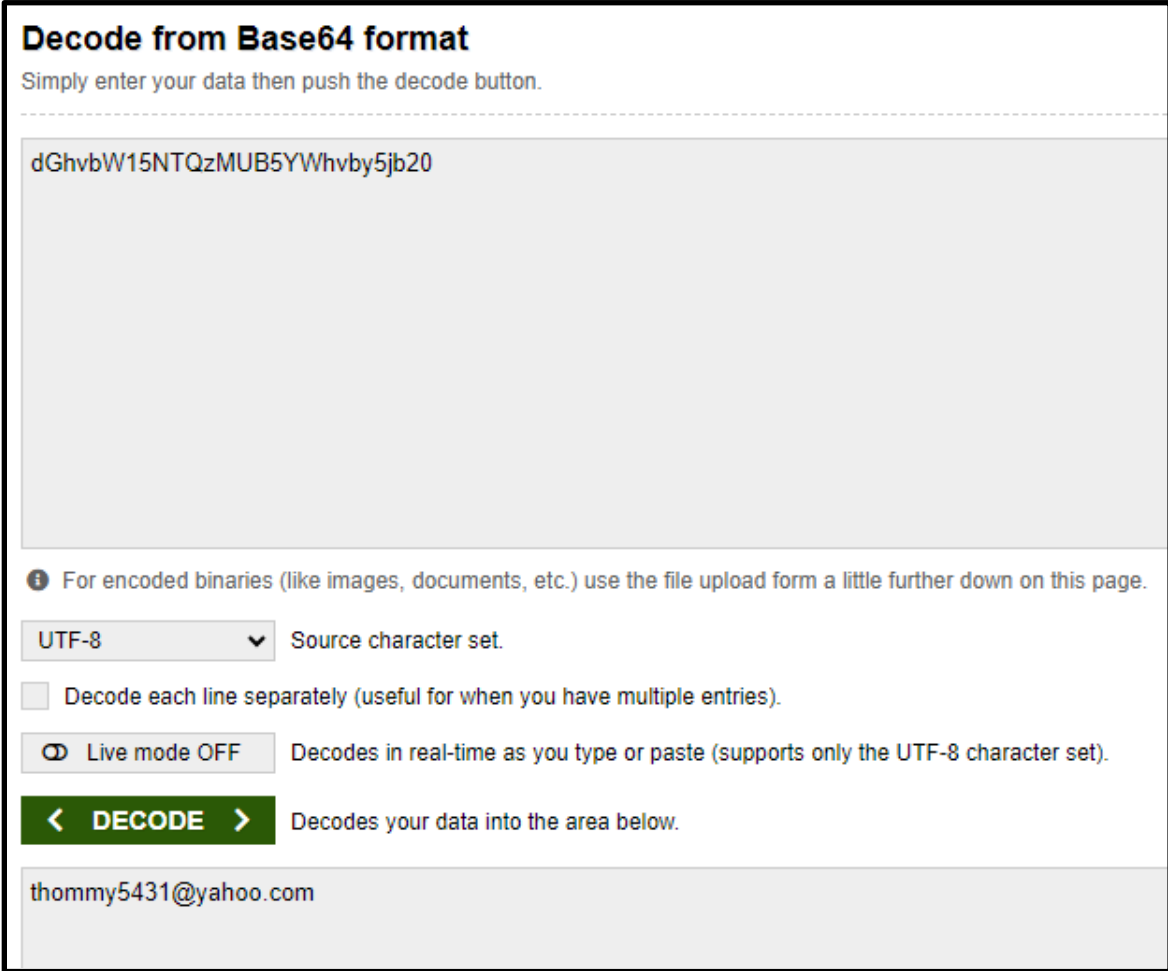 Decode from Base64 format
Simply enter your data then push the decode button.
dGhvbW15NTQzMUB5YWhvby5jb20
For encoded binaries (like images, documents, etc.) use the file upload form a little further down on this page.
UTF-8 Source character set.
Decode each line separately (useful for when you have multiple entries).
Live mode OFF Decodes in real-time as you type or paste (supports only the UTF-8 character set).
< DECODE > Decodes your data into the area below.
thommy5431@yahoo.com